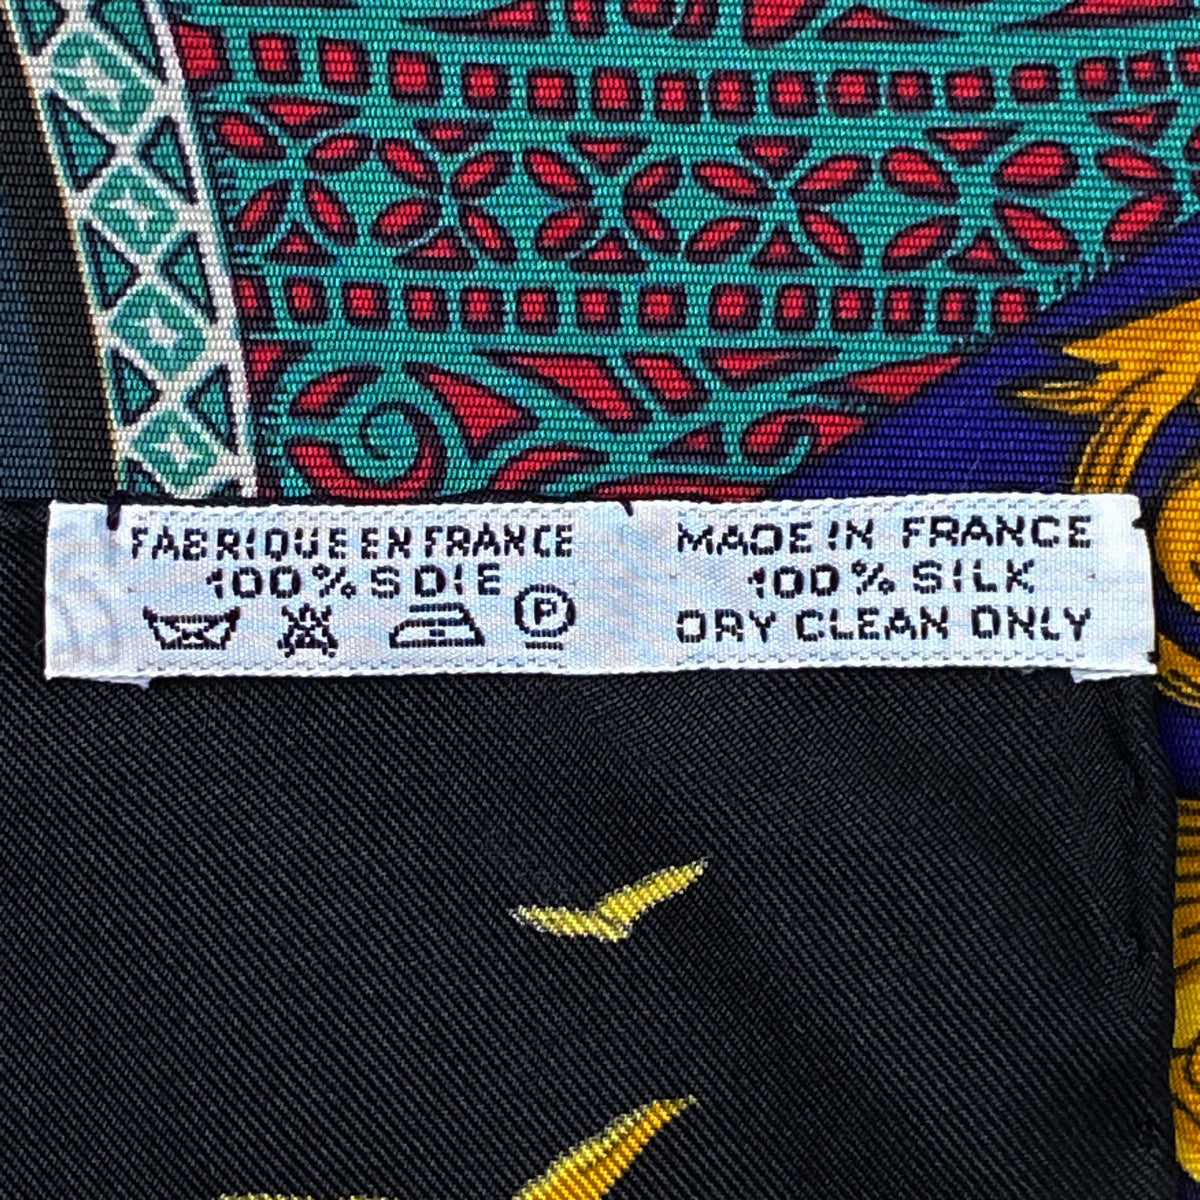 FABRIQUE EN FRANCE
100% SOIE
P
MADE IN FRANCE
100% SILK
DRY CLEAN ONLY